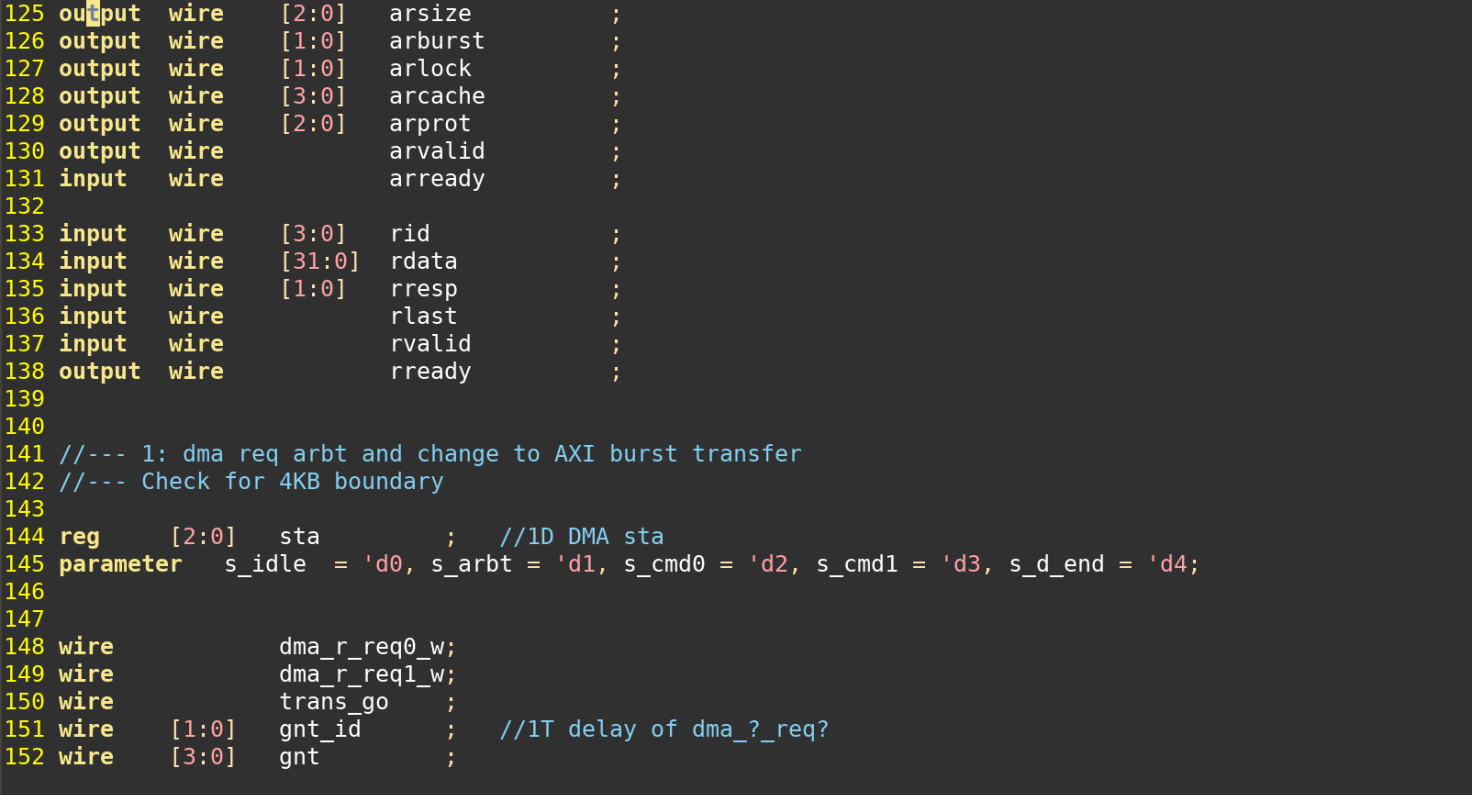 125 output  wire    [2:0]   arsize          ;
126 output  wire    [1:0]   arburst         ;
127 output  wire    [1:0]   arlock          ;
128 output  wire    [3:0]   arcache         ;
129 output  wire    [2:0]   arprot          ;
130 output  wire            arvalid         ;
131 input   wire            arready         ;
132
133 input   wire    [3:0]   rid             ;
134 input   wire    [31:0]  rdata           ;
135 input   wire    [1:0]   rresp           ;
136 input   wire            rlast           ;
137 input   wire            rvalid          ;
138 output  wire            rready          ;
139
140
141 //--- 1: dma req arbt and change to AXI burst transfer
142 //--- Check for 4KB boundary
143
144 reg     [2:0]   sta         ;   //1D DMA sta
145 parameter   s_idle  = 'd0, s_arbt = 'd1, s_cmd0 = 'd2, s_cmd1 = 'd3, s_d_end = 'd4;
146
147
148 wire            dma_r_req0_w;
149 wire            dma_r_req1_w;
150 wire            trans_go    ;
151 wire    [1:0]   gnt_id      ;   //1T delay of dma_?_req?
152 wire    [3:0]   gnt         ;